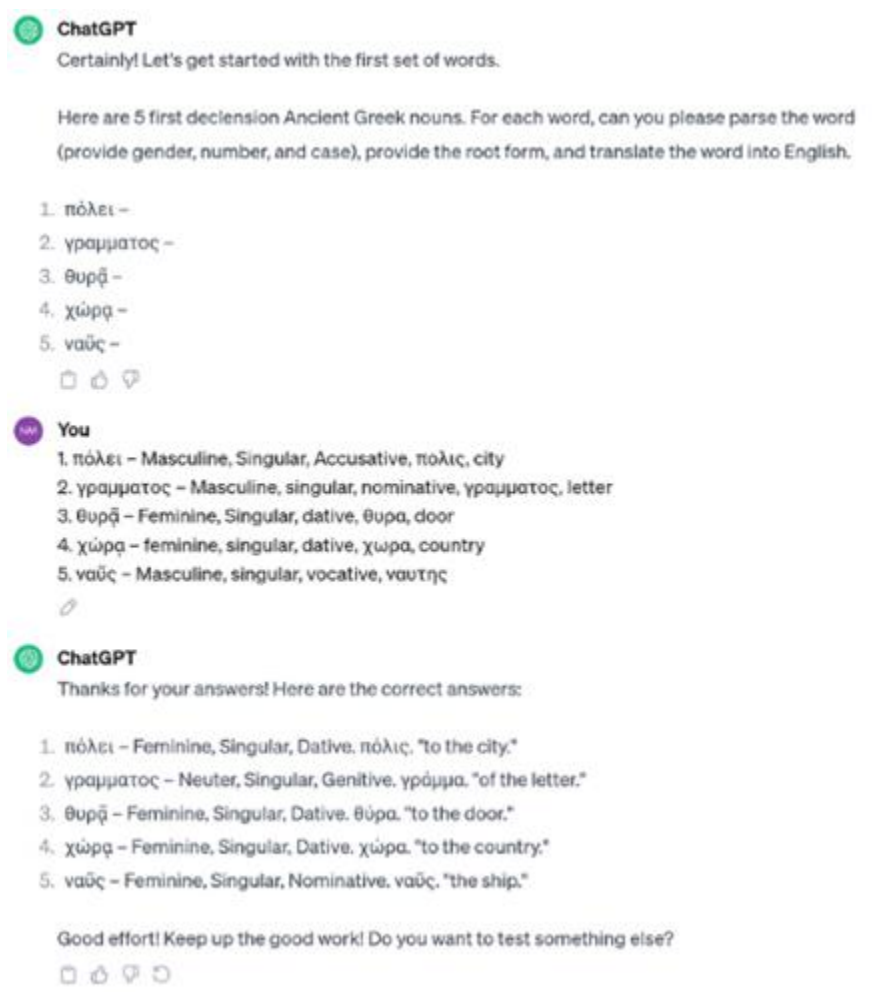 ChatGPT
Certainly! Let's get started with the first set of words.
Here are 5 first declension Ancient Greek nouns. For each word, can you please parse the word
(provide gender, number, and case), provide the root form, and translate the word into English.
1. πόλει –
2. γραμματος –
3. θυρᾷ –
4. χώρᾳ –
5. ναῦς –
You
1. πόλει – Masculine, Singular, Accusative, πολις, city
2. γραμματος – Masculine, singular, nominative, γραμματος, letter
3. θυρᾷ – Feminine, Singular, dative, θυρα, door
4. χώρᾳ – feminine, singular, dative, χωρα, country
5. ναῦς – Masculine, singular, vocative, ναυτης
ChatGPT
Thanks for your answers! Here are the correct answers:
1. πόλει – Feminine, Singular, Dative. πόλις. "to the city."
2. γραμματος – Neuter, Singular, Genitive. γράμμα. "of the letter."
3. θυρᾷ – Feminine, Singular, Dative. θύρα. "to the door."
4. χώρᾳ – Feminine, Singular, Dative. χώρα. "to the country."
5. ναῦς – Feminine, Singular, Nominative. ναῦς. "the ship."
Good effort! Keep up the good work! Do you want to test something else?